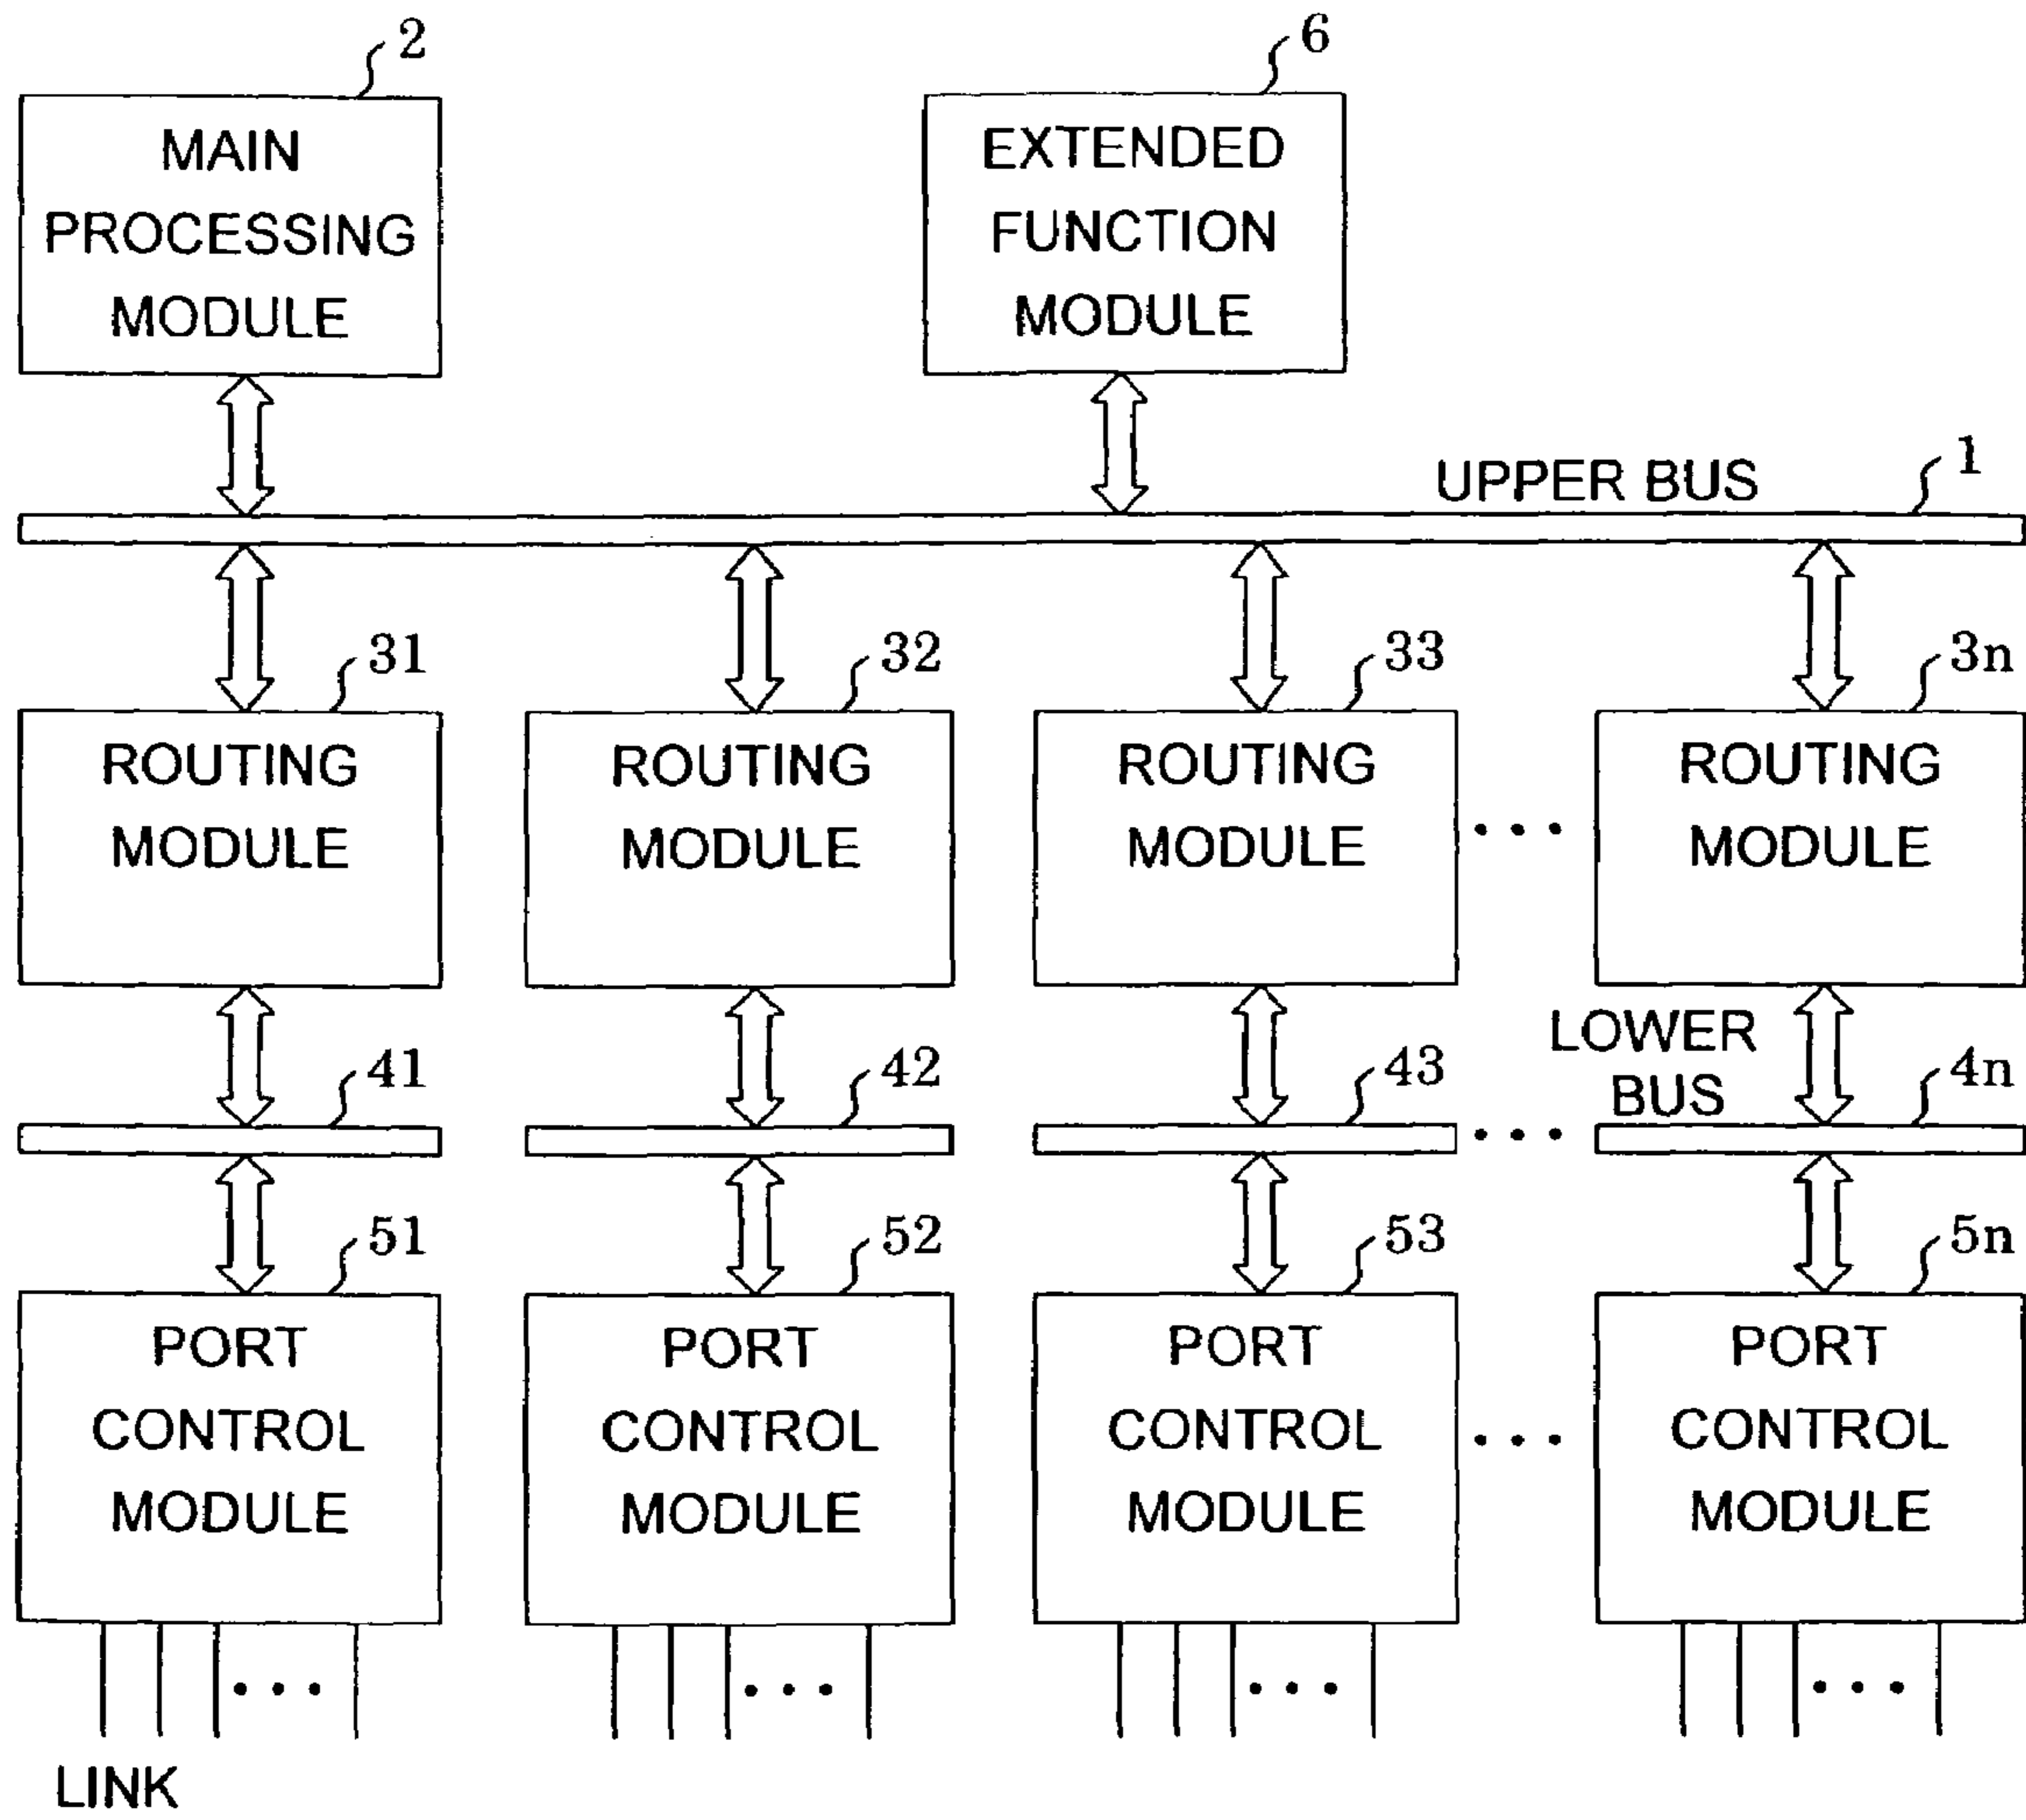 2
6
MAIN
PROCESSING
MODULE
EXTENDED
FUNCTION
MODULE
UPPER BUS
1
31
32
33
3n
ROUTING
MODULE
ROUTING
MODULE
ROUTING
MODULE
...
ROUTING
MODULE
LOWER
BUS
41
42
43
...
4n
51
52
53
5n
PORT
CONTROL
MODULE
PORT
CONTROL
MODULE
PORT
CONTROL
MODULE
...
PORT
CONTROL
MODULE
...
...
...
...
LINK